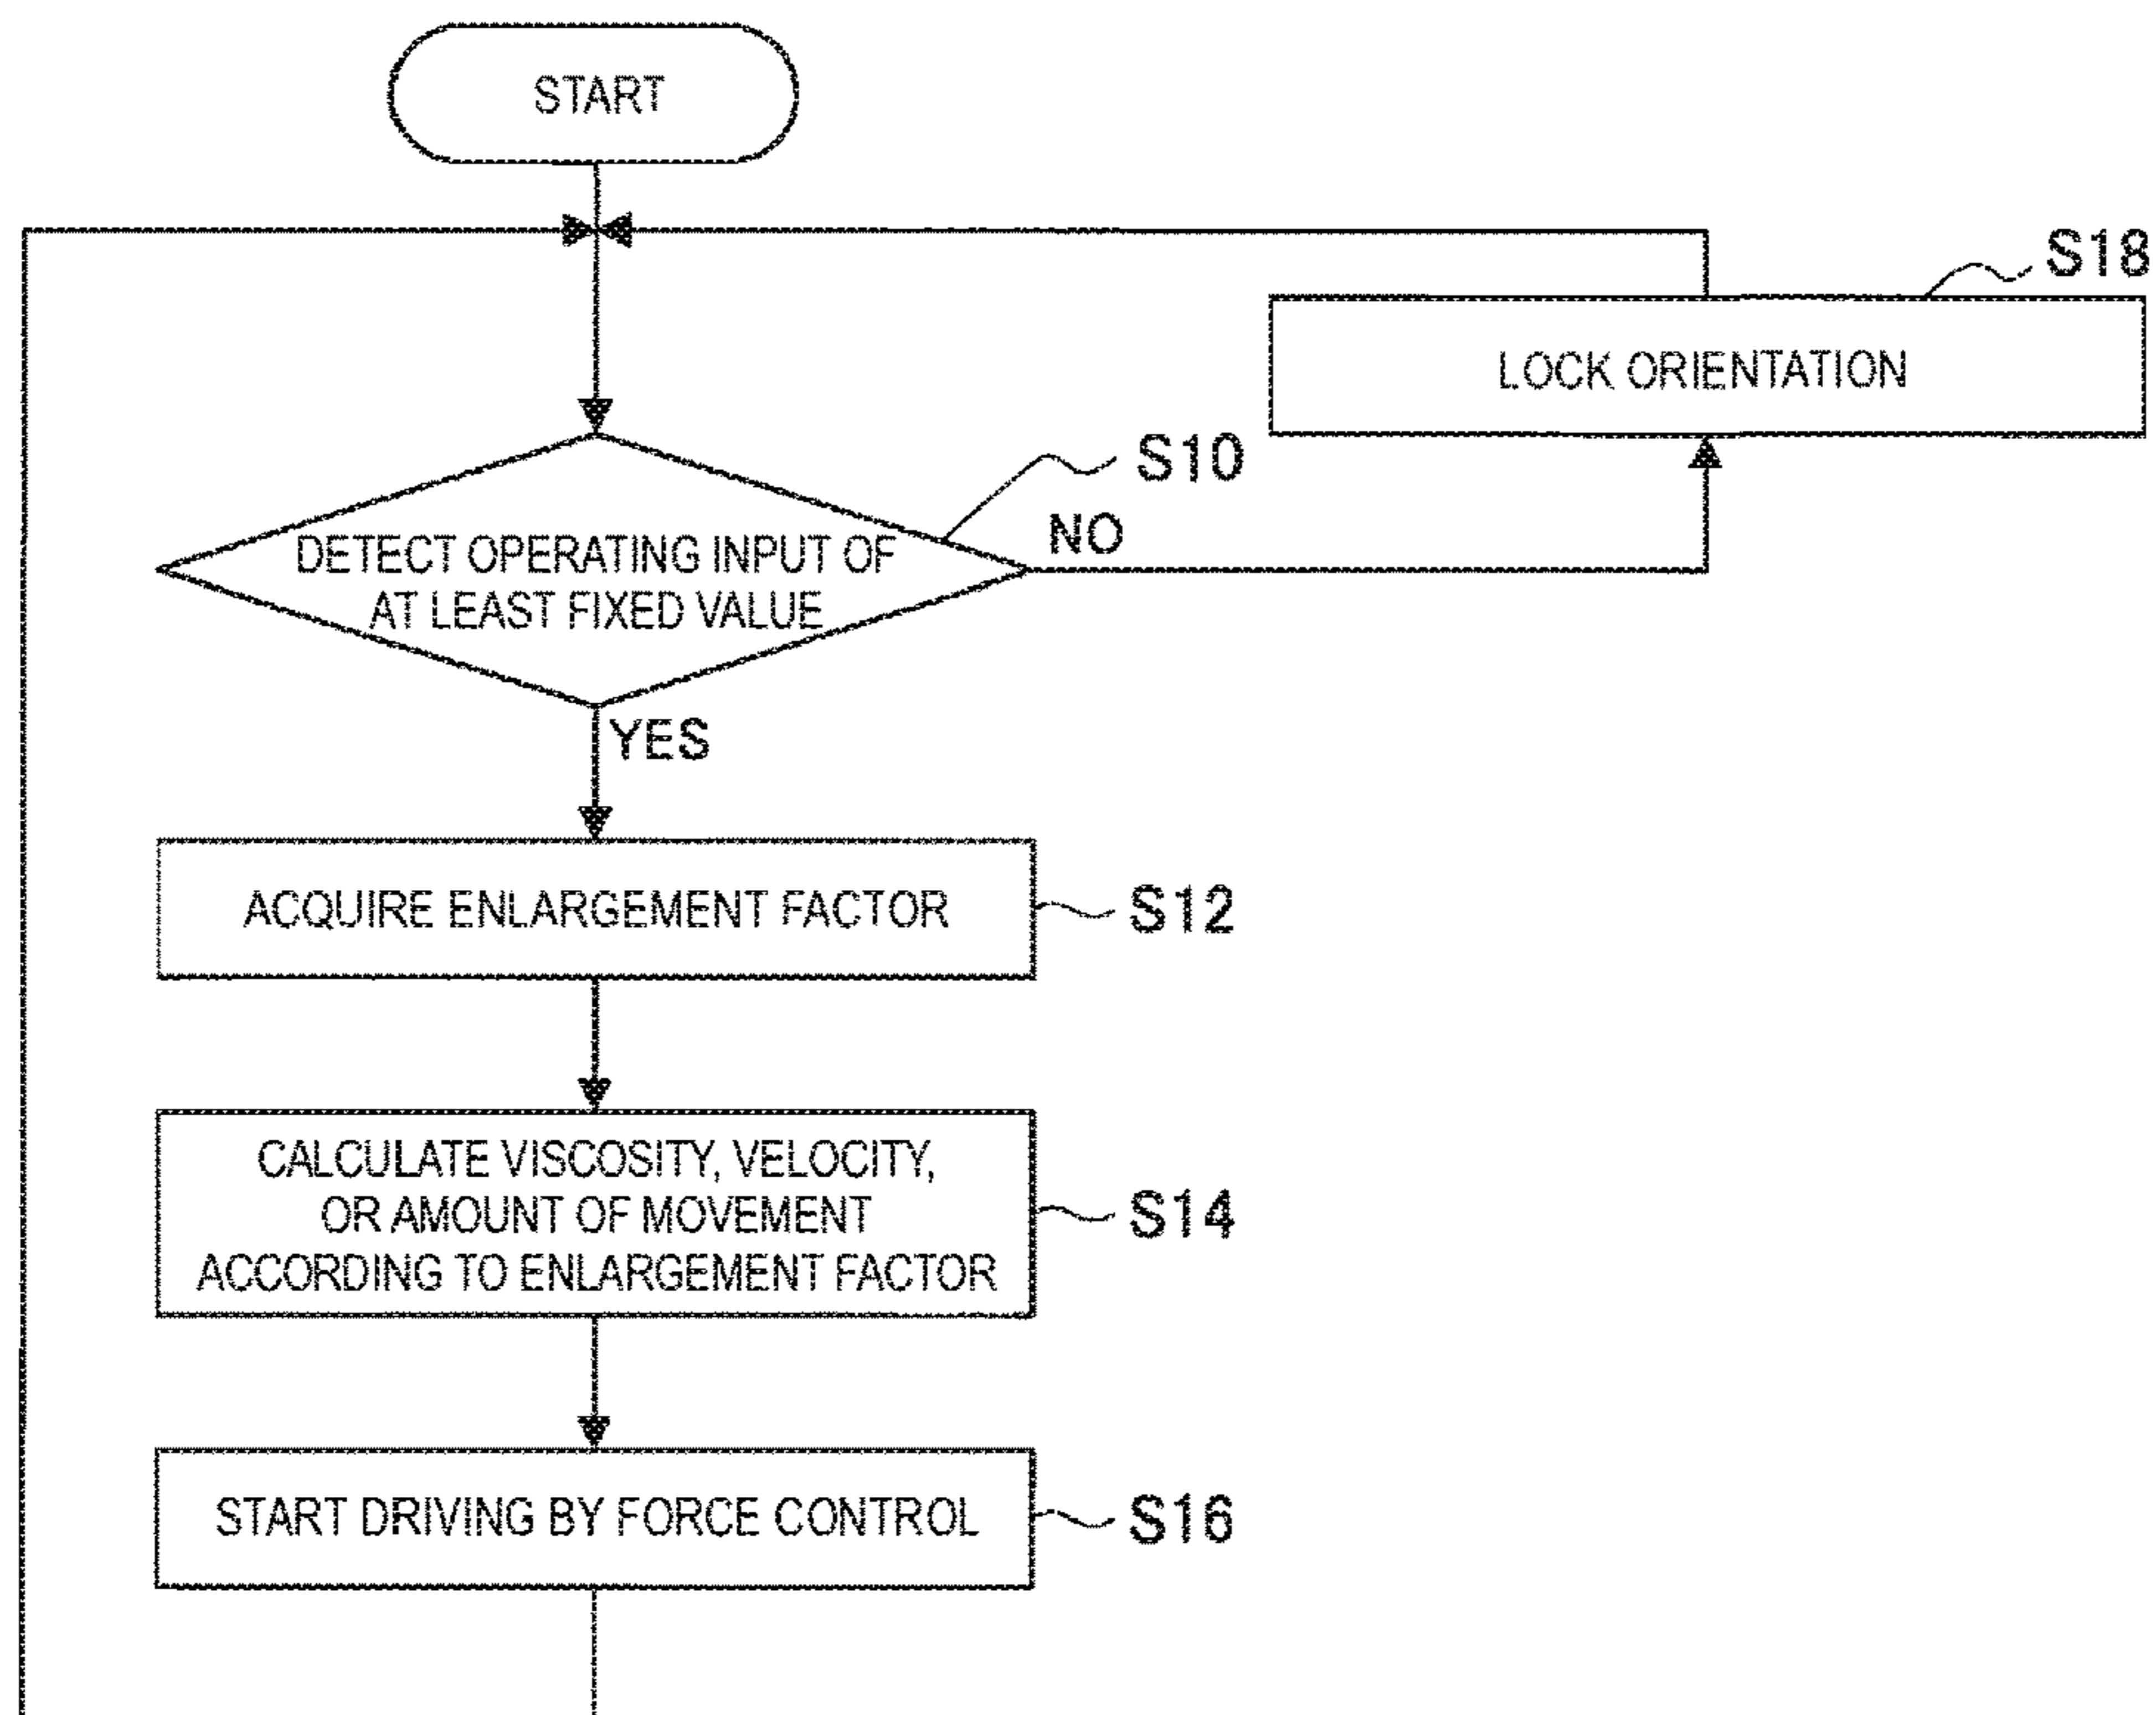 START
S18
LOCK ORIENTATION
S10
NO
DETECT OPERATING INPUT OF
AT LEAST FIXED VALUE
YES
ACQUIRE ENLARGEMENT FACTOR
S12
CALCULATE VISCOSITY, VELOCITY,
OR AMOUNT OF MOVEMENT
ACCORDING TO ENLARGEMENT FACTOR
S14
START DRIVING BY FORCE CONTROL
S16